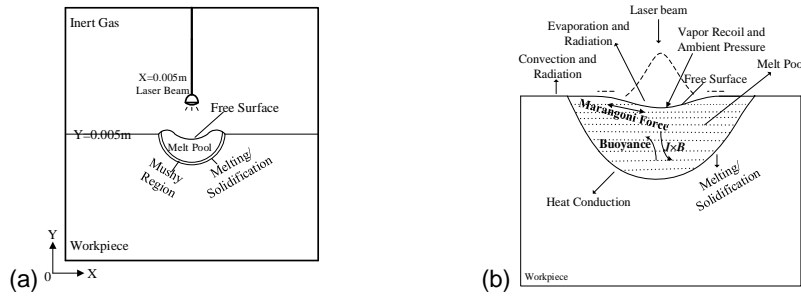 Inert Gas
X=0.005m
Laser Beam
Free Surface
Y=0.005m
Melt Pool
Mushy
Region
Melting/
Solidification
Workpiece
Y
0
X
(a)
Laser beam
Evaporation and
Radiation
Vapor Recoil and
Ambient Pressure
Convection and
Radiation
Free Surface
Melt Pool
Marangoni Force
Buoyance
J×B
Melting/
Solidification
Heat Conduction
Workpiece
(b)